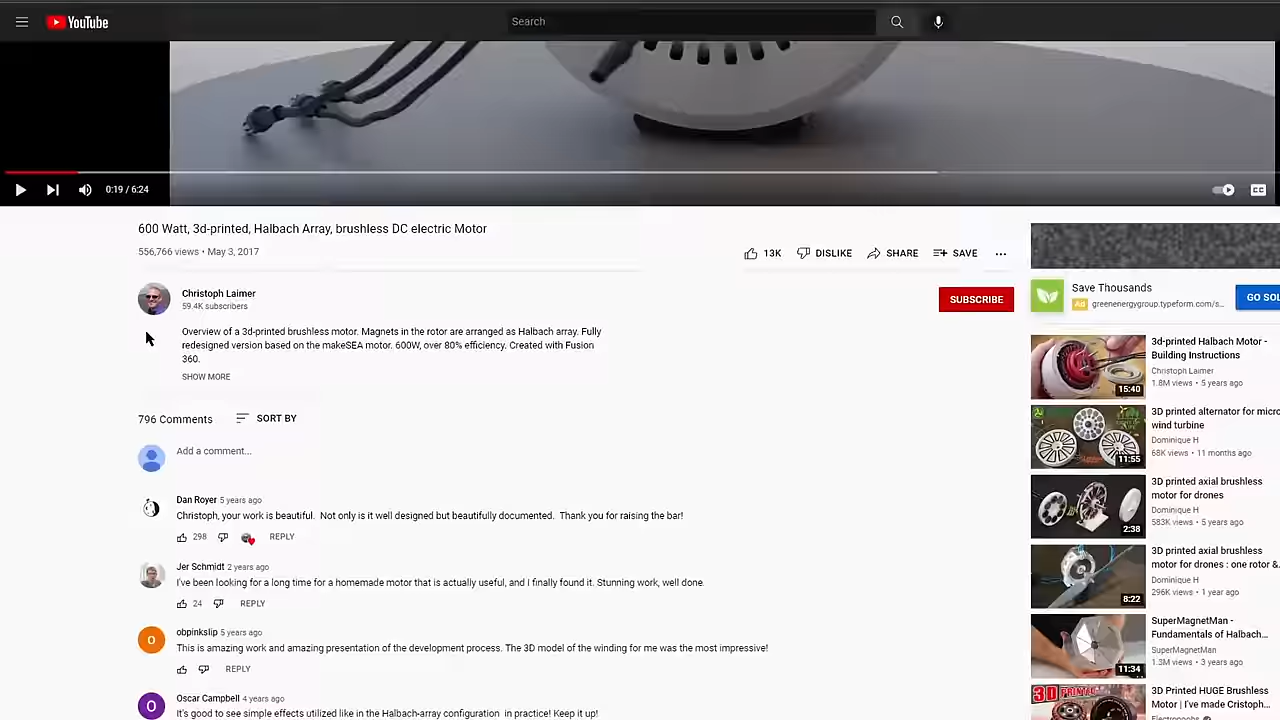 YouTube
Search
0:19 / 6:24
CC
600 Watt, 3d-printed, Halbach Array, brushless DC electric Motor
556,766 views • May 3, 2017
13K
DISLIKE
SHARE
SAVE
Christoph Laimer
59.4K subscribers
SUBSCRIBE
Overview of a 3d-printed brushless motor. Magnets in the rotor are arranged as Halbach array. Fully
redesigned version based on the makeSEA motor. 600W, over 80% efficiency. Created with Fusion
360.
SHOW MORE
796 Comments
SORT BY
Add a comment...
Dan Royer 5 years ago
Christoph, your work is beautiful. Not only is it well designed but beautifully documented. Thank you for raising the bar!
298
REPLY
Jer Schmidt 2 years ago
I've been looking for a long time for a homemade motor that is actually useful, and I finally found it. Stunning work, well done.
24
REPLY
O
obpinkslip 5 years ago
This is amazing work and amazing presentation of the development process. The 3D model of the winding for me was the most impressive!
REPLY
O
Oscar Campbell 4 years ago
It's good to see simple effects utilized like in the Halbach-array configuration in practice! Keep it up!
Save Thousands
Ad greenenergygroup.typeform.com/s...
GO SOL
3d-printed Halbach Motor -
Building Instructions
Christoph Laimer
1.8M views • 5 years ago
15:40
3D printed alternator for micro
wind turbine
Dominique H
68K views • 11 months ago
11:55
3D printed axial brushless
motor for drones
Dominique H
583K views • 5 years ago
2:38
3D printed axial brushless
motor for drones : one rotor &
Dominique H
296K views • 1 year ago
8:22
SuperMagnetMan -
Fundamentals of Halbach...
SuperMagnetMan
1.3M views • 3 years ago
11:34
3D PRINTED
3D Printed HUGE Brushless
Motor | I've made Cristoph...
Electronoobs